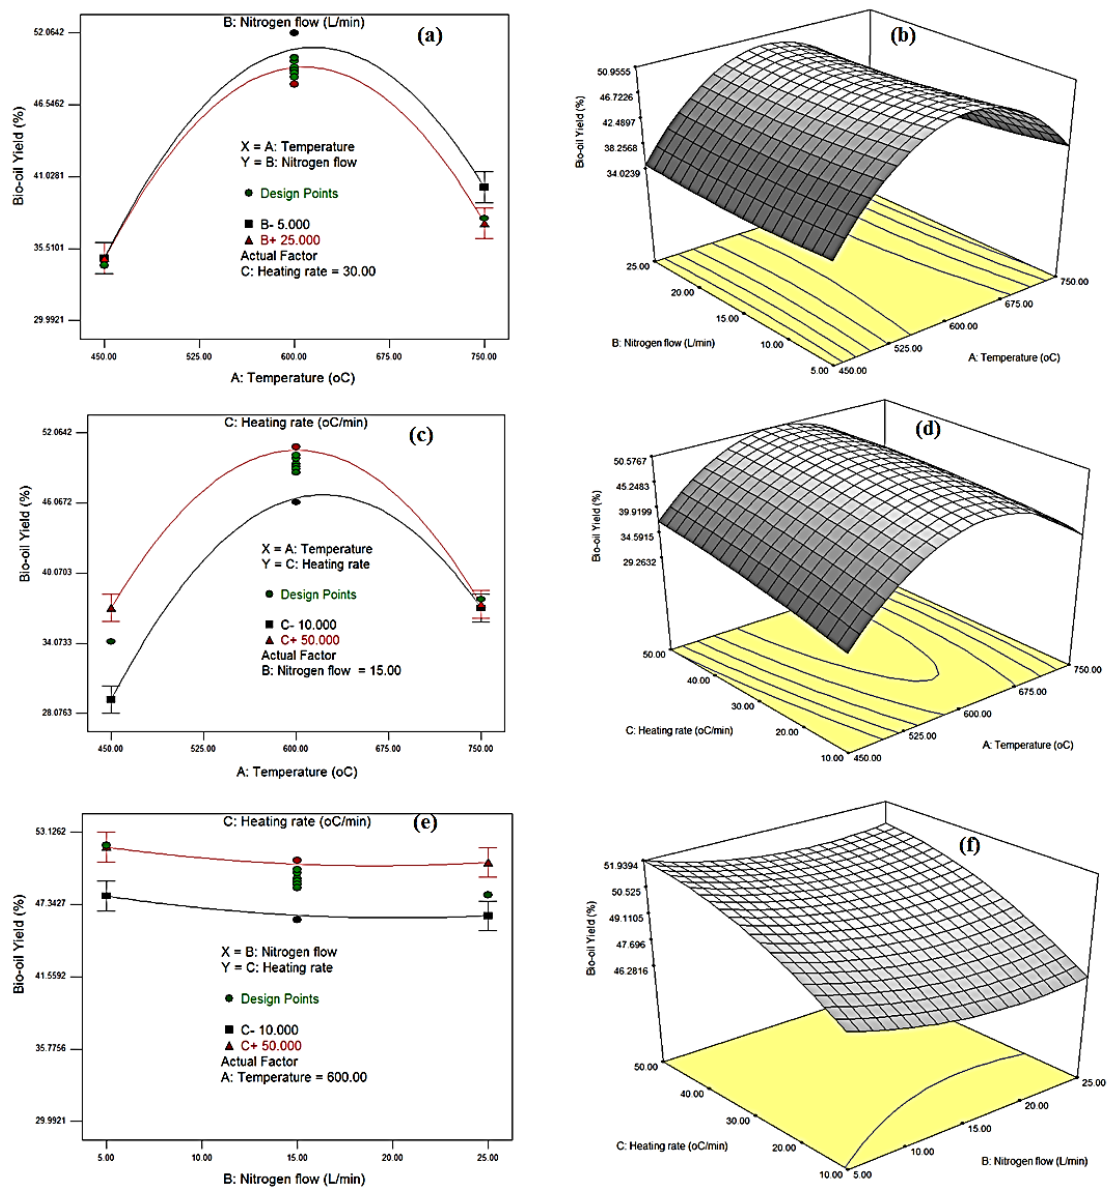 B: Nitrogen flow (L/min)
(a)
52.0642
46.5462
41.0281
35.5101
29.9921
Bio-oil Yield (%)
X = A: Temperature
Y = B: Nitrogen flow
Design Points
B- 5.000
B+ 25.000
Actual Factor
C: Heating rate = 30.00
450.00 525.00 600.00 675.00 750.00
A: Temperature (oC)
(b)
50.9555
46.7226
42.4897
38.2568
34.0239
Bio-oil Yield (%)
25.00
20.00
15.00
10.00
5.00
B: Nitrogen flow (L/min)
450.00
525.00
600.00
675.00
750.00
A: Temperature (oC)
C: Heating rate (oC/min)
(c)
52.0642
46.0672
40.0703
34.0733
28.0763
Bio-oil Yield (%)
X = A: Temperature
Y = C: Heating rate
Design Points
C- 10.000
C+ 50.000
Actual Factor
B: Nitrogen flow = 15.00
450.00 525.00 600.00 675.00 750.00
A: Temperature (oC)
(d)
50.5767
45.2483
39.9199
34.5915
29.2632
Bio-oil Yield (%)
50.00
40.00
30.00
20.00
10.00
C: Heating rate (oC/min)
450.00
525.00
600.00
675.00
750.00
A: Temperature (oC)
C: Heating rate (oC/min)
(e)
53.1262
47.3427
41.5592
35.7756
29.9921
Bio-oil Yield (%)
X = B: Nitrogen flow
Y = C: Heating rate
Design Points
C- 10.000
C+ 50.000
Actual Factor
A: Temperature = 600.00
5.00 10.00 15.00 20.00 25.00
B: Nitrogen flow (L/min)
(f)
51.9394
50.525
49.1105
47.696
46.2816
Bio-oil Yield (%)
50.00
40.00
30.00
20.00
10.00
C: Heating rate (oC/min)
5.00
10.00
15.00
20.00
25.00
B: Nitrogen flow (L/min)